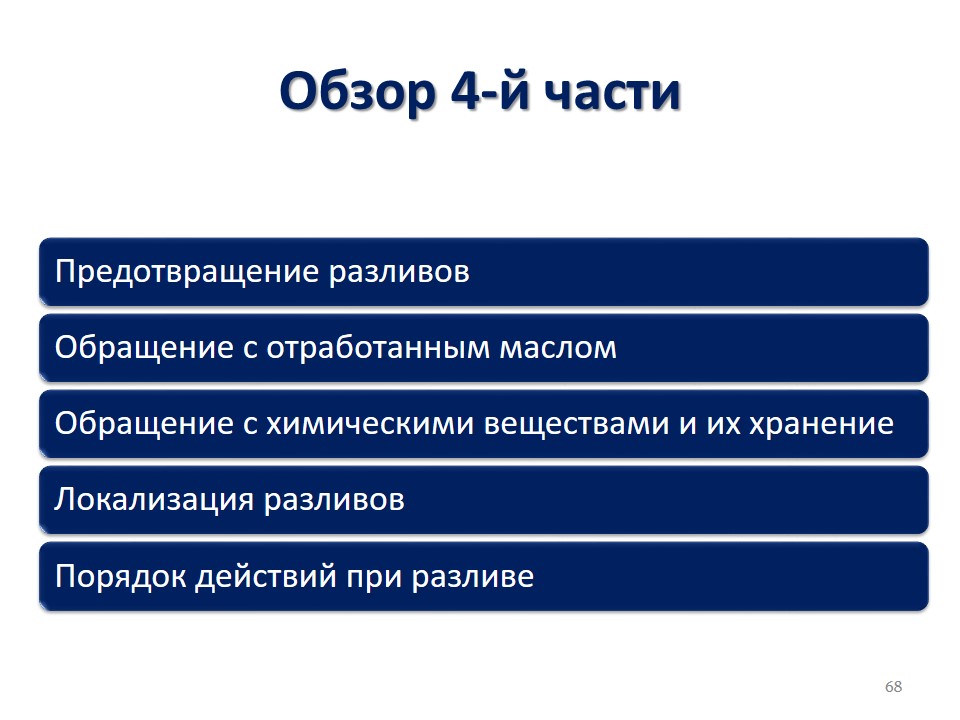 Обзор 4-й части
Предотвращение разливов
Обращение с отработанным маслом
Обращение с химическими веществами и их хранение
Локализация разливов
Порядок действий при разливе
68